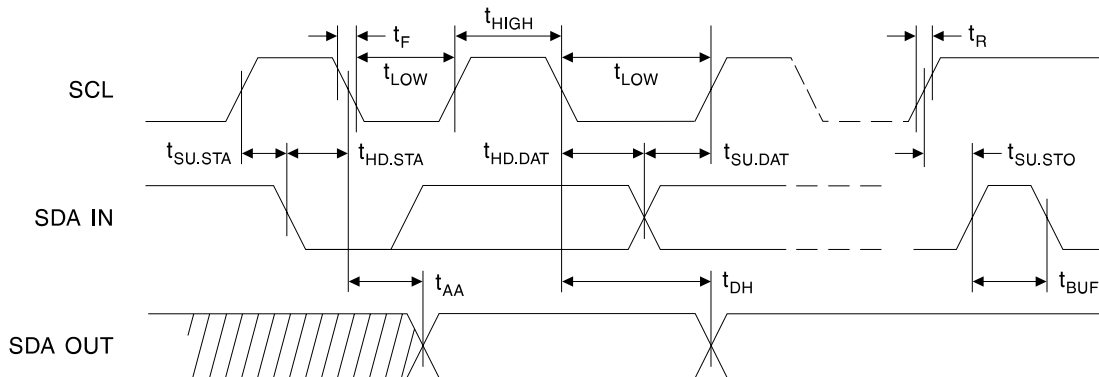 tHIGH
tF
tR
tLOW
tLOW
SCL
tSU.STA
tHD.STA
tHD.DAT
tSU.DAT
tSU.STO
SDA IN
tAA
tDH
tBUF
SDA OUT